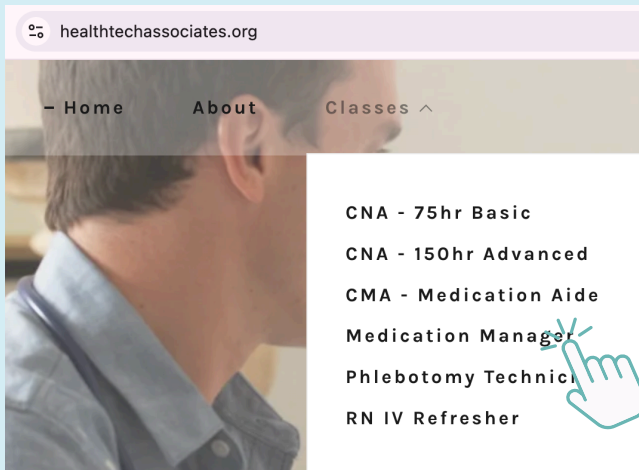 healthtechassociates.org
– Home About Classes
CNA - 75hr Basic
CNA - 150hr Advanced
CMA - Medication Aide
Medication Manager
Phlebotomy Technici
RN IV Refresher